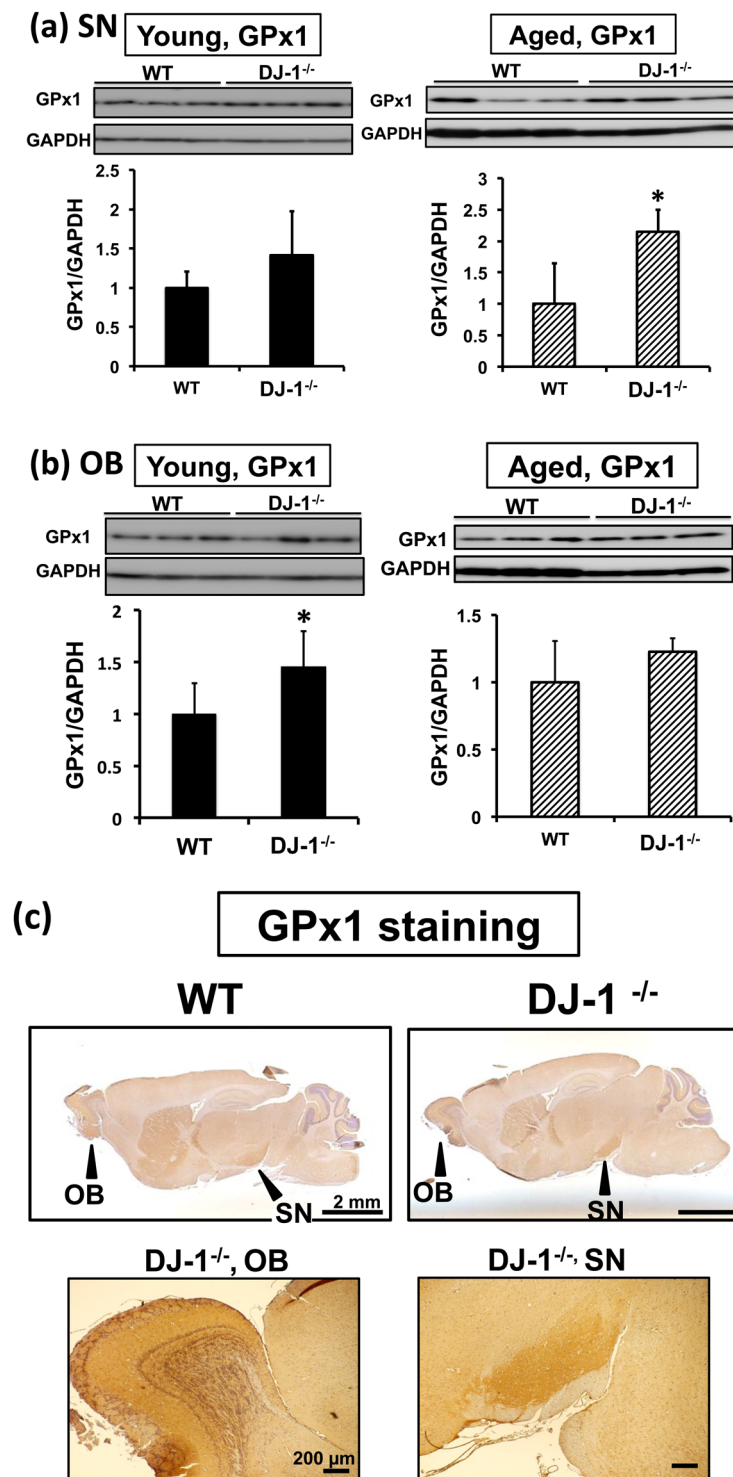 (a) SN
Young, GPx1
WT DJ-1-/-
GPx1
GAPDH
GPx1/GAPDH
2.5
2
1.5
1
0.5
0
WT DJ-1-/-
Aged, GPx1
WT DJ-1-/-
GPx1
GAPDH
GPx1/GAPDH
3
2.5
2
1.5
1
0.5
0
*
WT DJ-1-/-
(b) OB
Young, GPx1
WT DJ-1-/-
GPx1
GAPDH
GPx1/GAPDH
2
1.5
1
0.5
0
*
WT DJ-1-/-
Aged, GPx1
WT DJ-1-/-
GPx1
GAPDH
GPx1/GAPDH
1.5
1
0.5
0
WT DJ-1-/-
(c)
GPx1 staining
WT
DJ-1 -/-
OB
SN
2 mm
OB
SN
DJ-1-/-, OB
DJ-1-/-, SN
200 μm